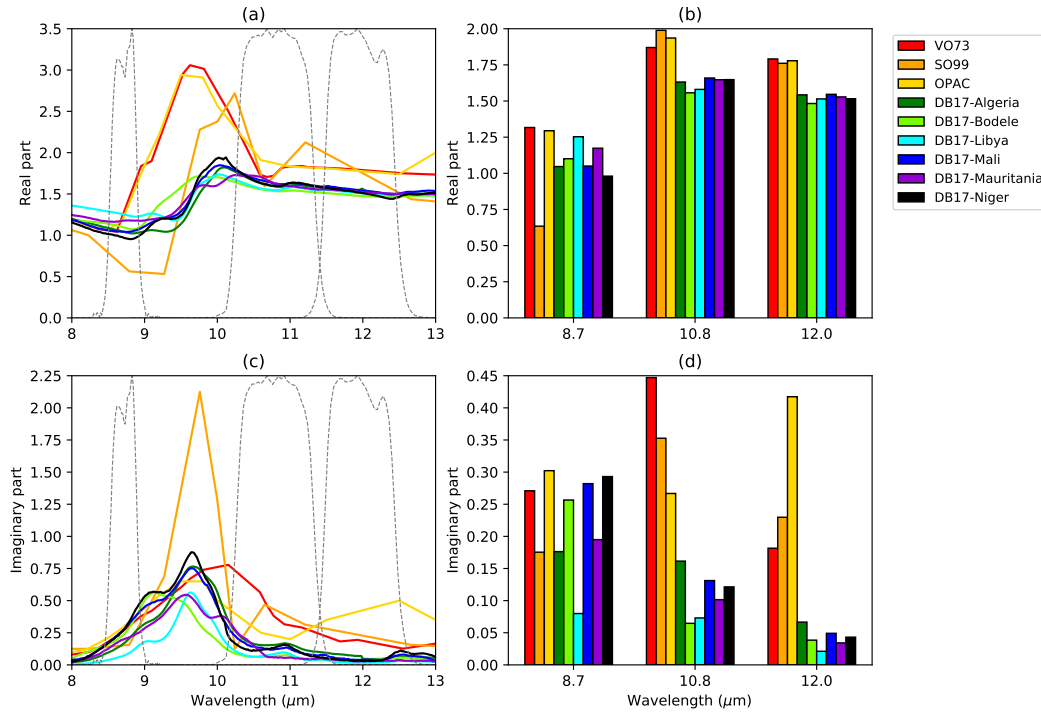 (a)
Real part
3.5
3.0
2.5
2.0
1.5
1.0
0.5
0.0
8 9 10 11 12 13
(b)
Real part
2.00
1.75
1.50
1.25
1.00
0.75
0.50
0.25
0.00
8.7 10.8 12.0
VO73
SO99
OPAC
DB17-Algeria
DB17-Bodele
DB17-Libya
DB17-Mali
DB17-Mauritania
DB17-Niger
(c)
Imaginary part
2.25
2.00
1.75
1.50
1.25
1.00
0.75
0.50
0.25
0.00
8 9 10 11 12 13
Wavelength (μm)
(d)
Imaginary part
0.45
0.40
0.35
0.30
0.25
0.20
0.15
0.10
0.05
0.00
8.7 10.8 12.0
Wavelength (μm)